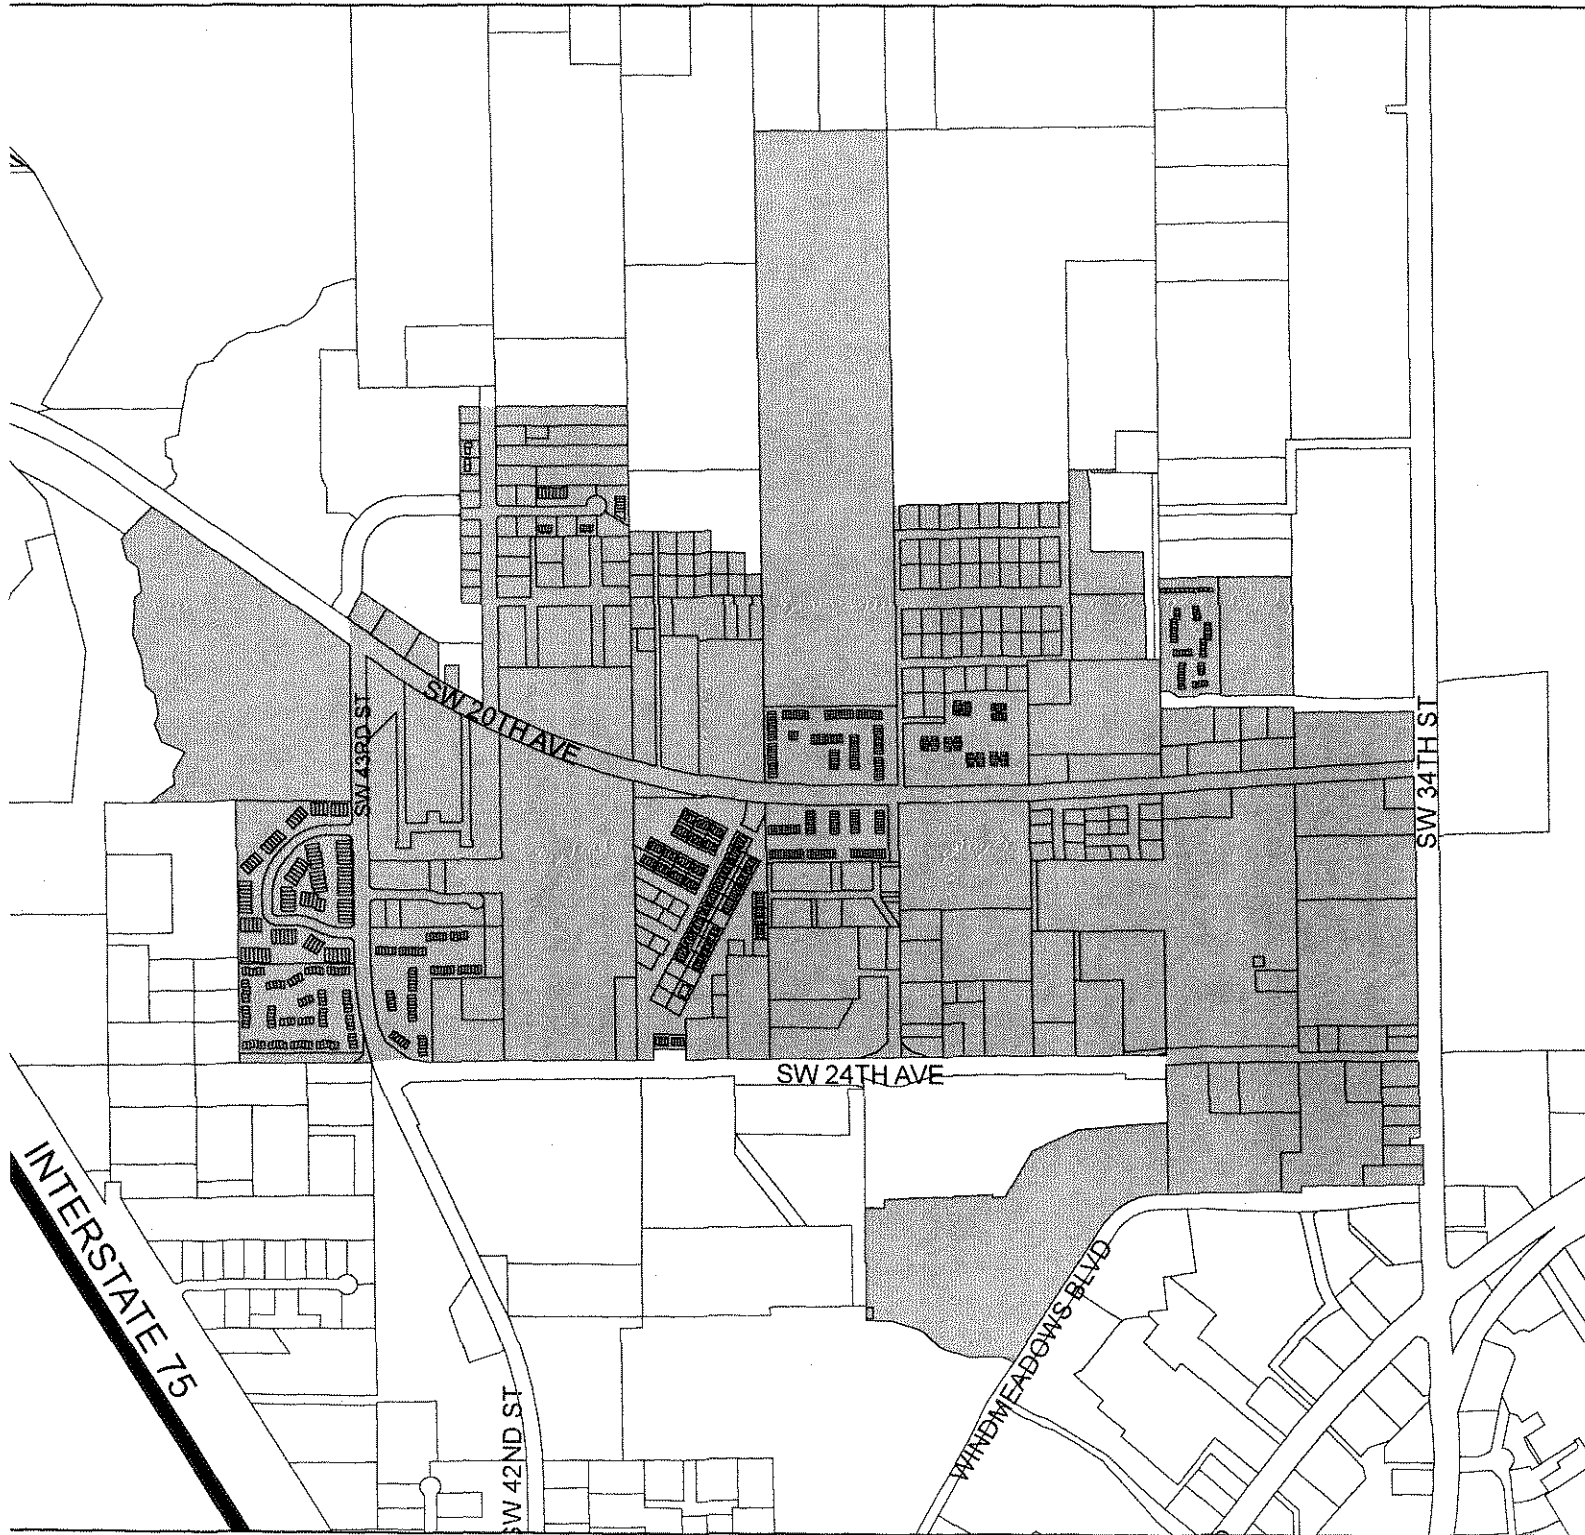 SW 20TH AVE
SW 43RD ST
SW 34TH ST
SW 24TH AVE
INTERSTATE 75
WINDMEADOWS BLVD
SW 42ND ST